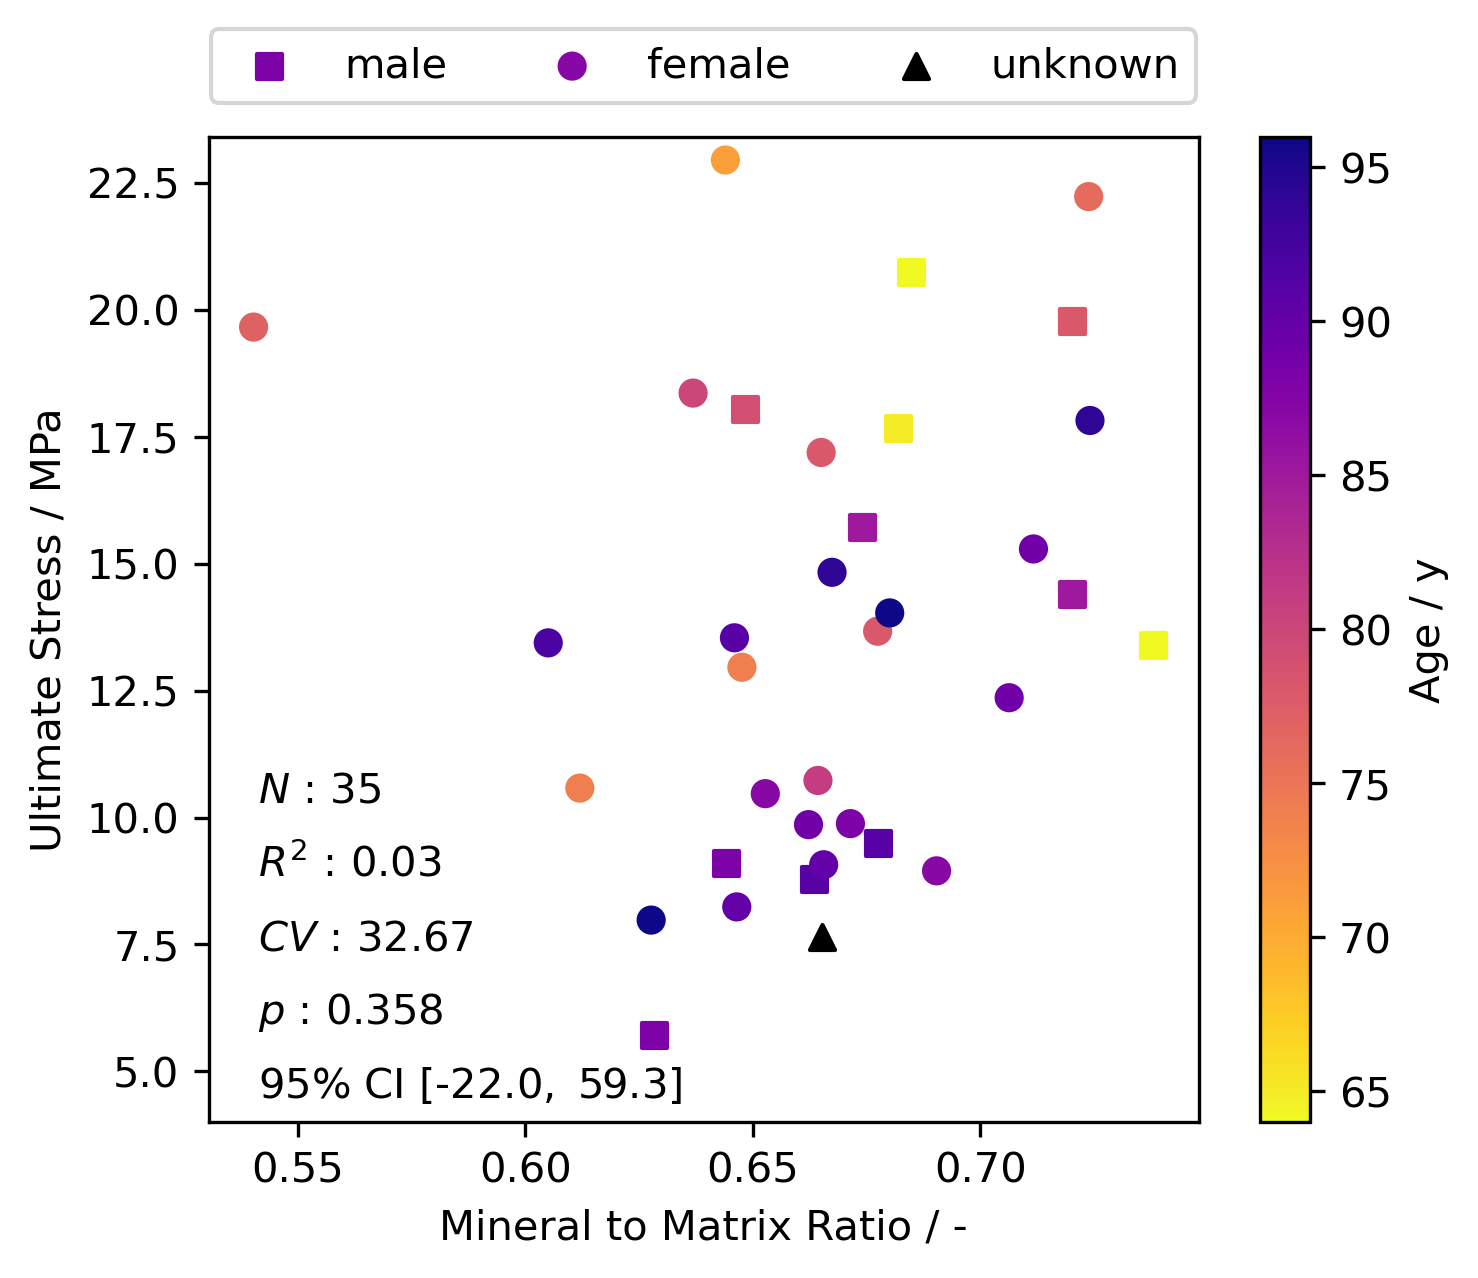 male female unknown
22.5
20.0
17.5
15.0
12.5
10.0
7.5
5.0
Ultimate Stress / MPa
N : 35
R² : 0.03
CV : 32.67
p : 0.358
95% CI [-22.0, 59.3]
0.55 0.60 0.65 0.70
Mineral to Matrix Ratio / -
95
90
85
80
75
70
65
Age / y